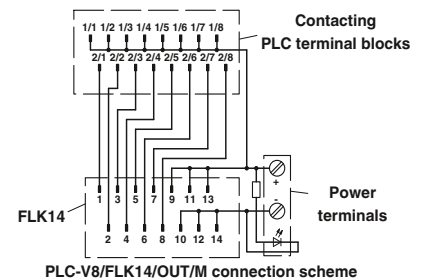 1/1 1/2 1/3 1/4 1/5 1/6 1/7 1/8
Contacting
PLC terminal blocks
2/1 2/2 2/3 2/4 2/5 2/6 2/7 2/8
+
1 3 5 7 9 11 13
-
Power
terminals
FLK14
2 4 6 8 10 12 14
PLC-V8/FLK14/OUT/M connection scheme